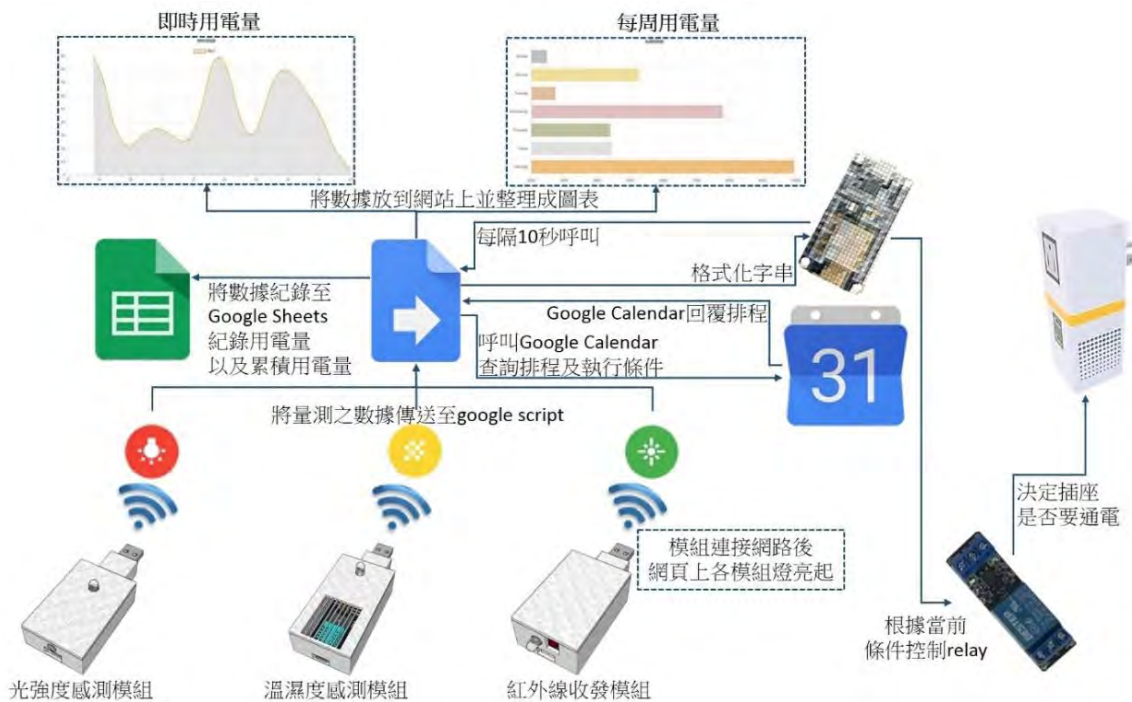 即時用電量
每周用電量
將數據放到網站上並整理成圖表
每隔10秒呼叫
格式化字串
將數據紀錄至
Google Sheets
紀錄用電量
以及累積用電量
Google Calendar回覆排程
呼叫Google Calendar
查詢排程及執行條件
31
將量測之數據傳送至google script
決定插座
是否要通電
模組連接網路後
網頁上各模組燈亮起
根據當前
條件控制relay
光強度感測模組
溫濕度感測模組
紅外線收發模組